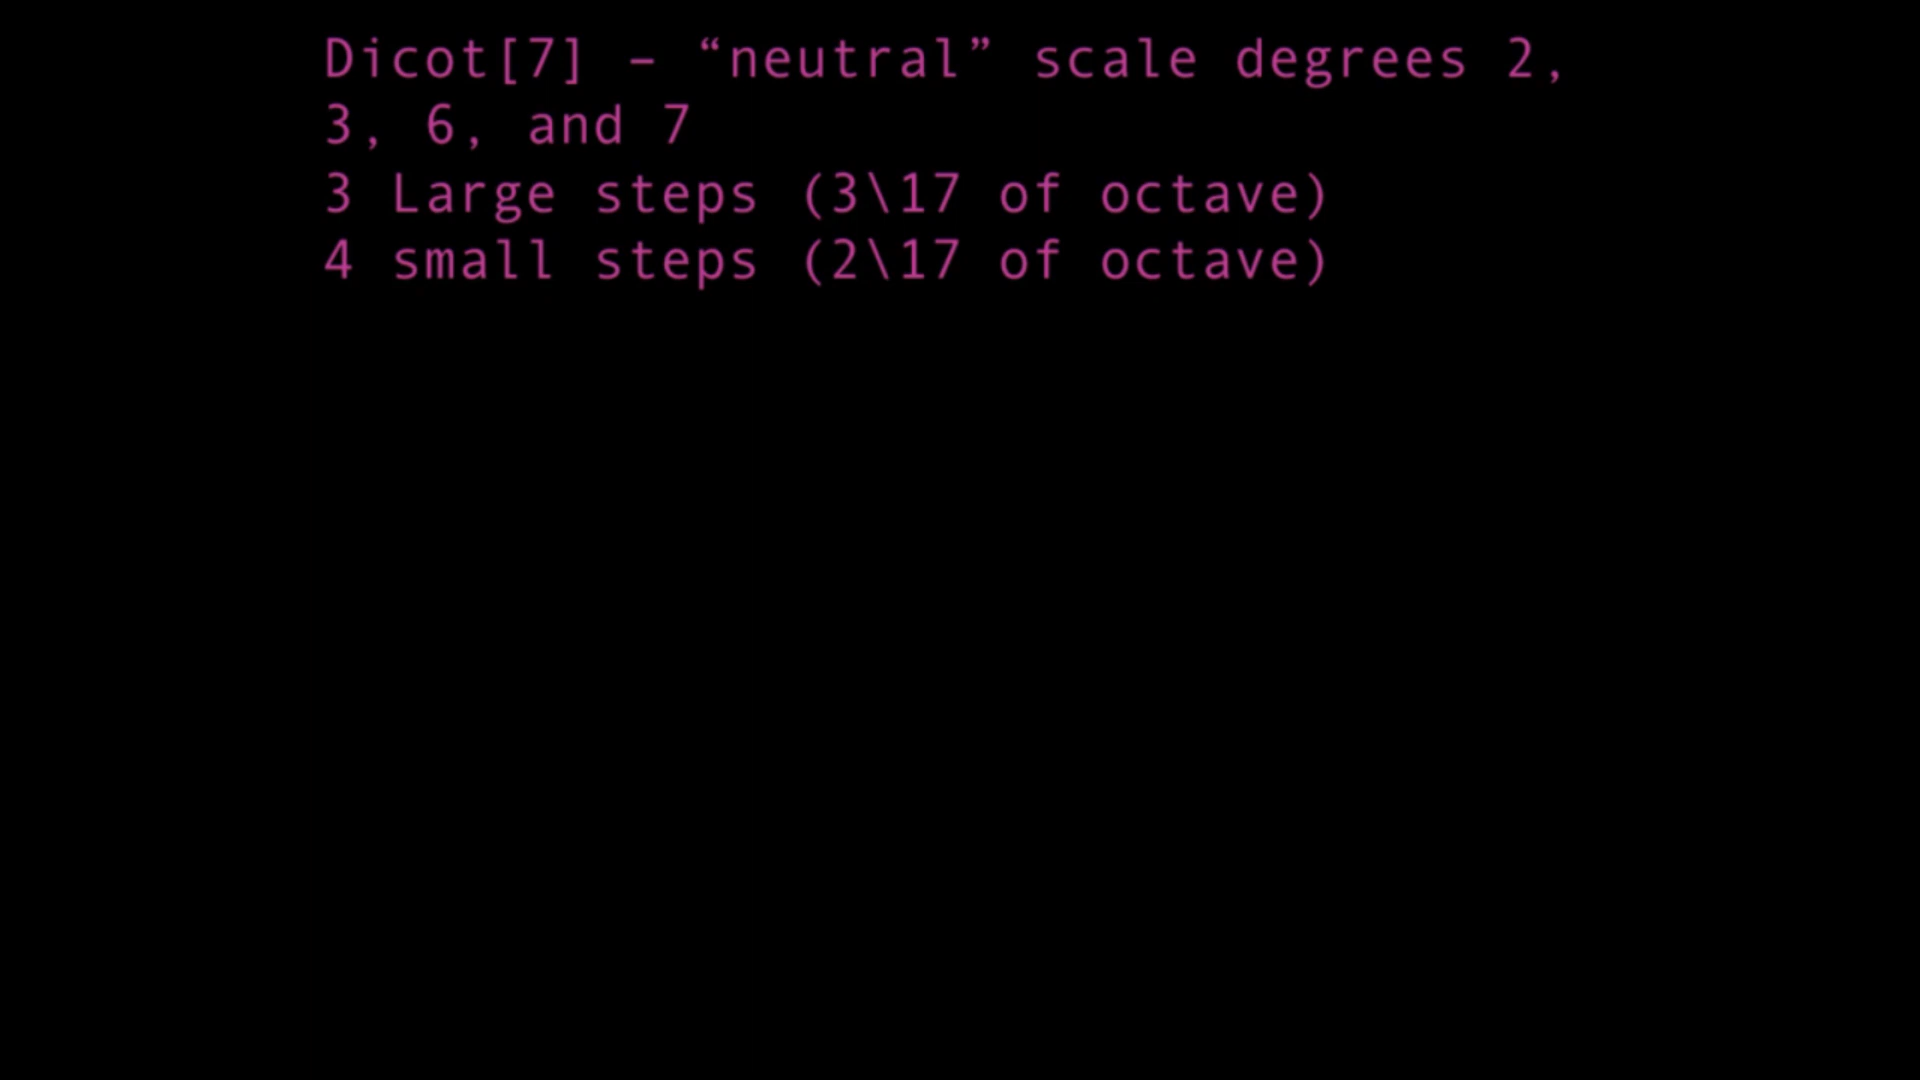 Dicot[7] – “neutral” scale degrees 2,
3, 6, and 7
3 Large steps (3\17 of octave)
4 small steps (2\17 of octave)